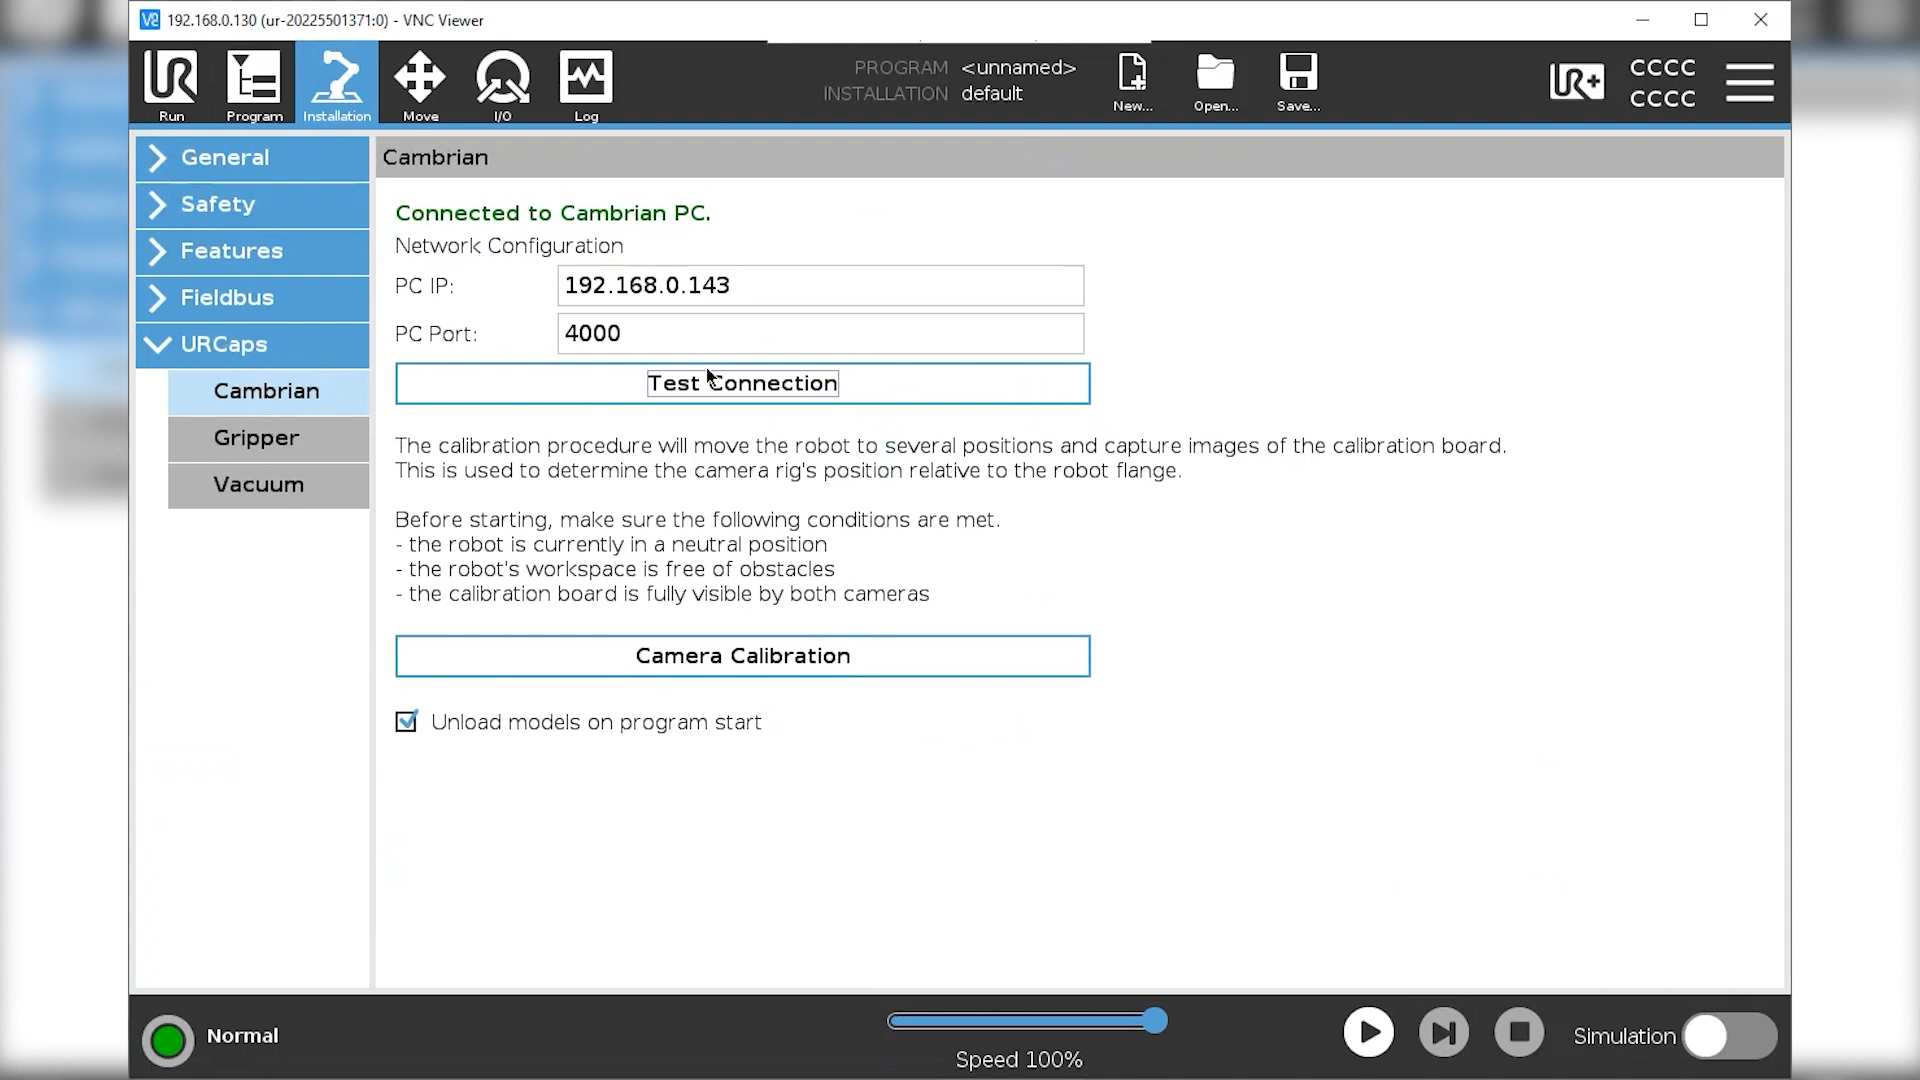 192.168.0.130 (ur-20225501371:0) - VNC Viewer
Run
Program
Installation
Move
I/O
Log
PROGRAM <unnamed>
INSTALLATION default
New...
Open...
Save...
UR+
CCCC
CCCC
General
Safety
Features
Fieldbus
URCaps
Cambrian
Gripper
Vacuum
Cambrian
Connected to Cambrian PC.
Network Configuration
PC IP: 192.168.0.143
PC Port: 4000
Test Connection
The calibration procedure will move the robot to several positions and capture images of the calibration board.
This is used to determine the camera rig's position relative to the robot flange.
Before starting, make sure the following conditions are met.
- the robot is currently in a neutral position
- the robot's workspace is free of obstacles
- the calibration board is fully visible by both cameras
Camera Calibration
Unload models on program start
Normal
Speed 100%
Simulation